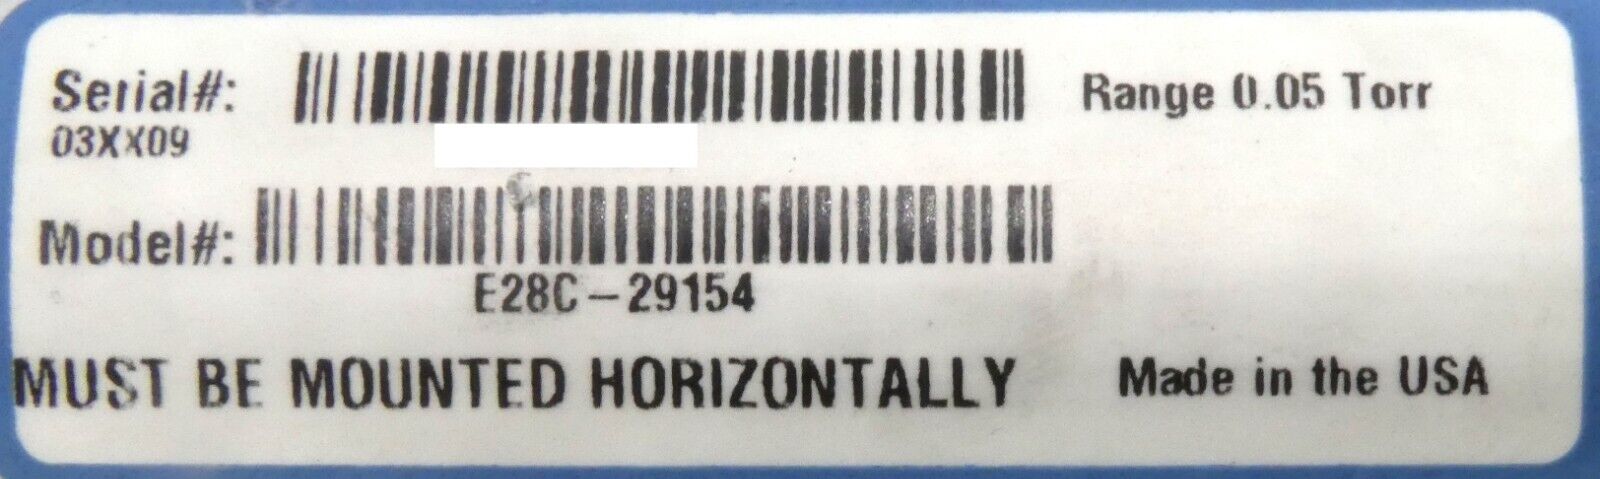 Serial#:
Range 0.05 Torr
03XX09
Model#:
E28C-29154
MUST BE MOUNTED HORIZONTALLY
Made in the USA